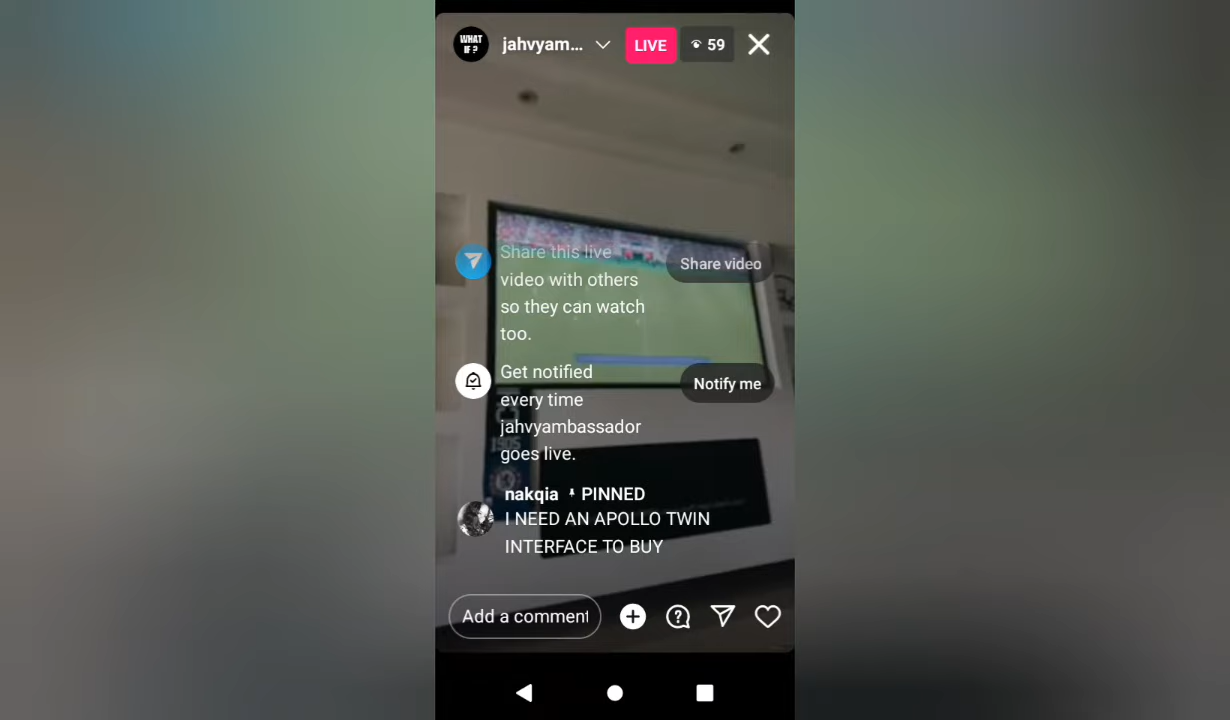 WHAT
IF ?
jahvyam...
LIVE
59
Share this live
video with others
so they can watch
too.
Share video
Get notified
every time
jahvyambassador
goes live.
Notify me
1905
nakqia PINNED
I NEED AN APOLLO TWIN
INTERFACE TO BUY
Add a comment